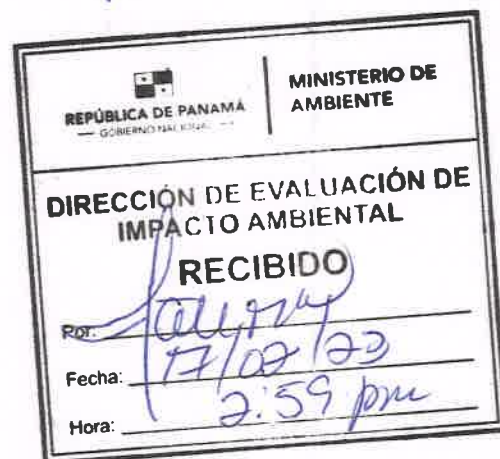 REPÚBLICA DE PANAMÁ
— GOBIERNO NACIONAL —
MINISTERIO DE
AMBIENTE
DIRECCIÓN DE EVALUACIÓN DE
IMPACTO AMBIENTAL
RECIBIDO
Por:
Fecha: 17/02/23
Hora: 2:59 pm